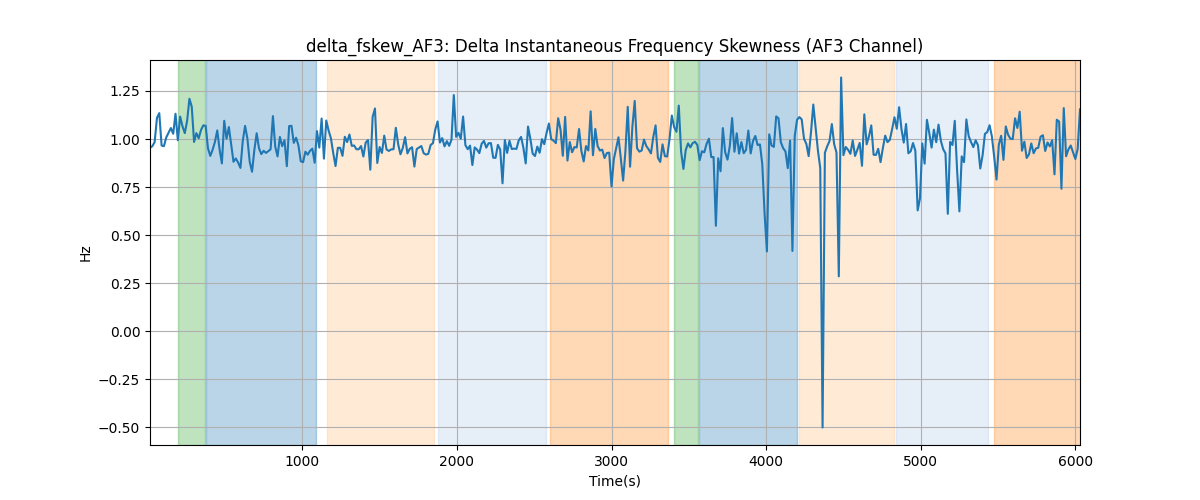 delta_fskew_AF3: Delta Instantaneous Frequency Skewness (AF3 Channel)
1.25
1.00
0.75
0.50
0.25
0.00
−0.25
−0.50
Hz
1000 2000 3000 4000 5000 6000
Time(s)